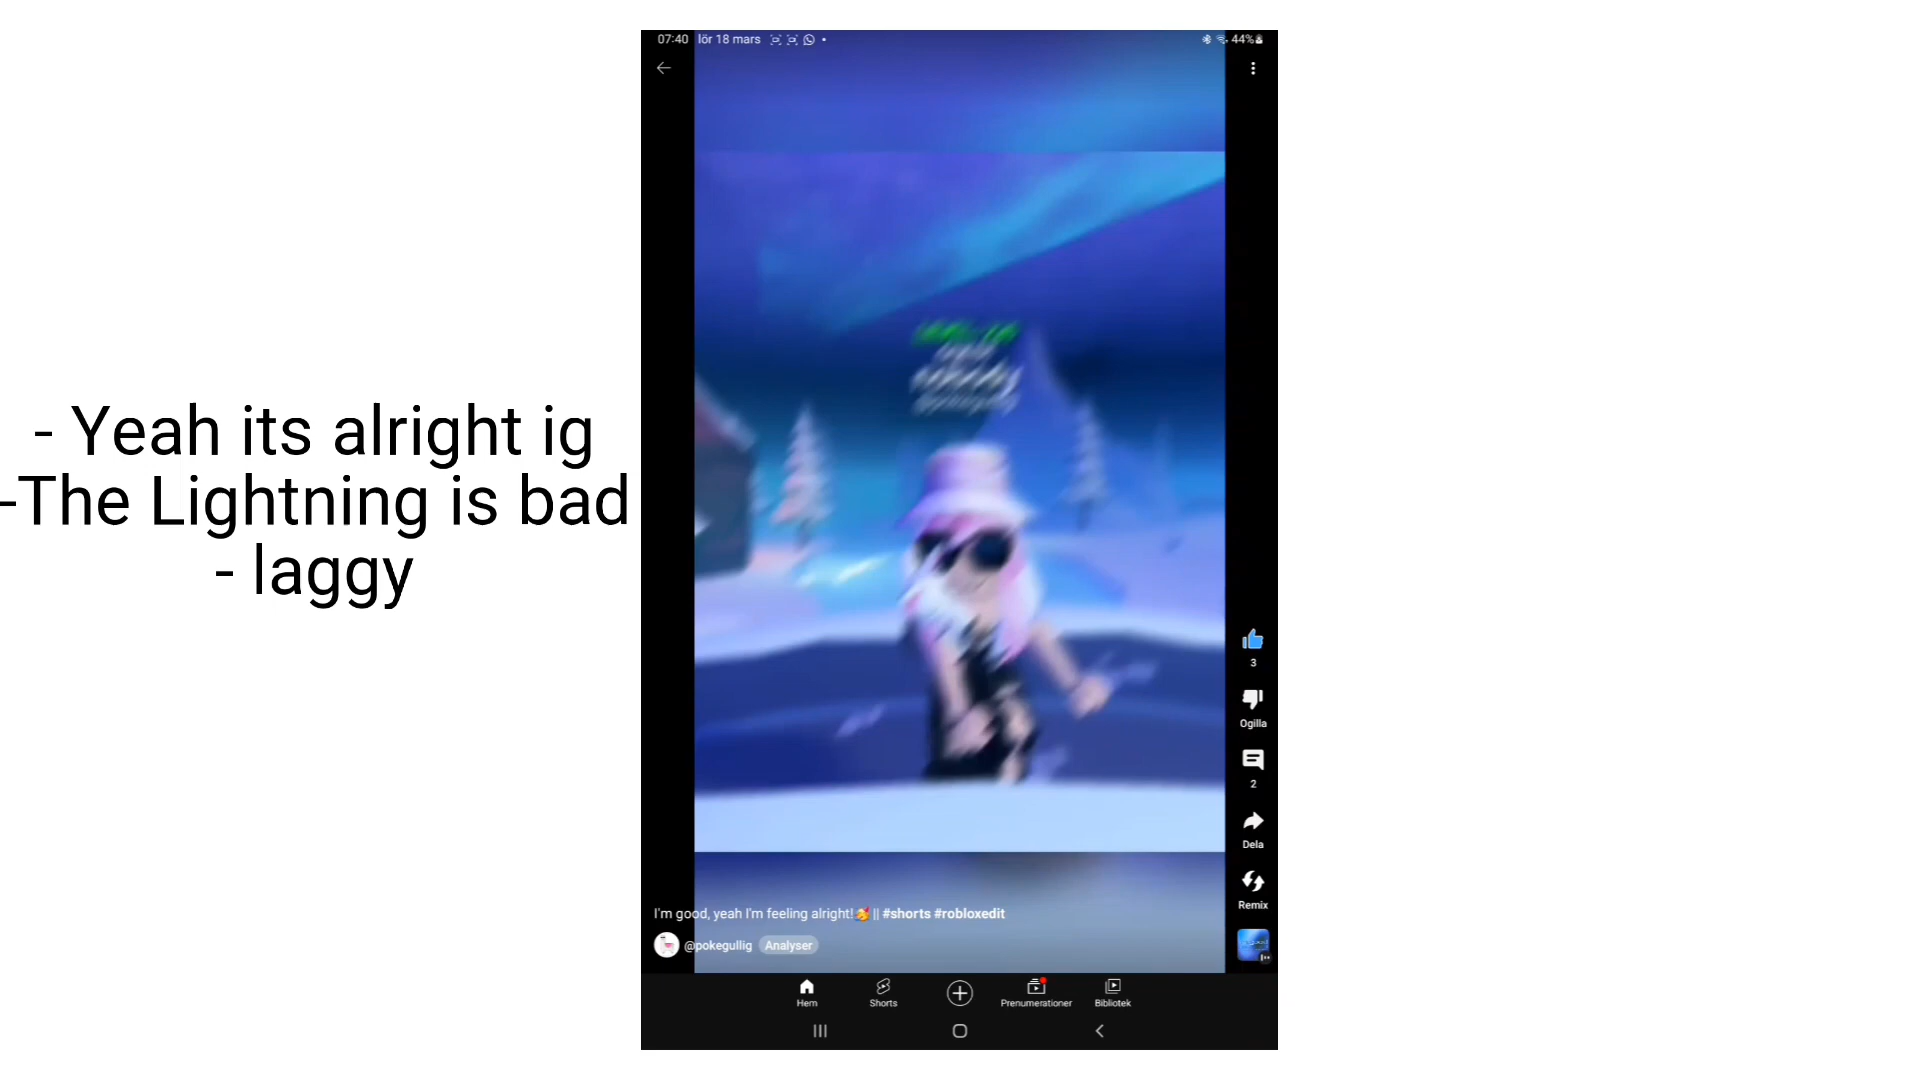 - Yeah its alright ig
-The Lightning is bad
- laggy
07:40 lör 18 mars
44%
3
Ogilla
2
Dela
Remix
I'm good, yeah I'm feeling alright!🥳 || #shorts #robloxedit
@pokegullig Analyser
Hem Shorts Prenumerationer Bibliotek